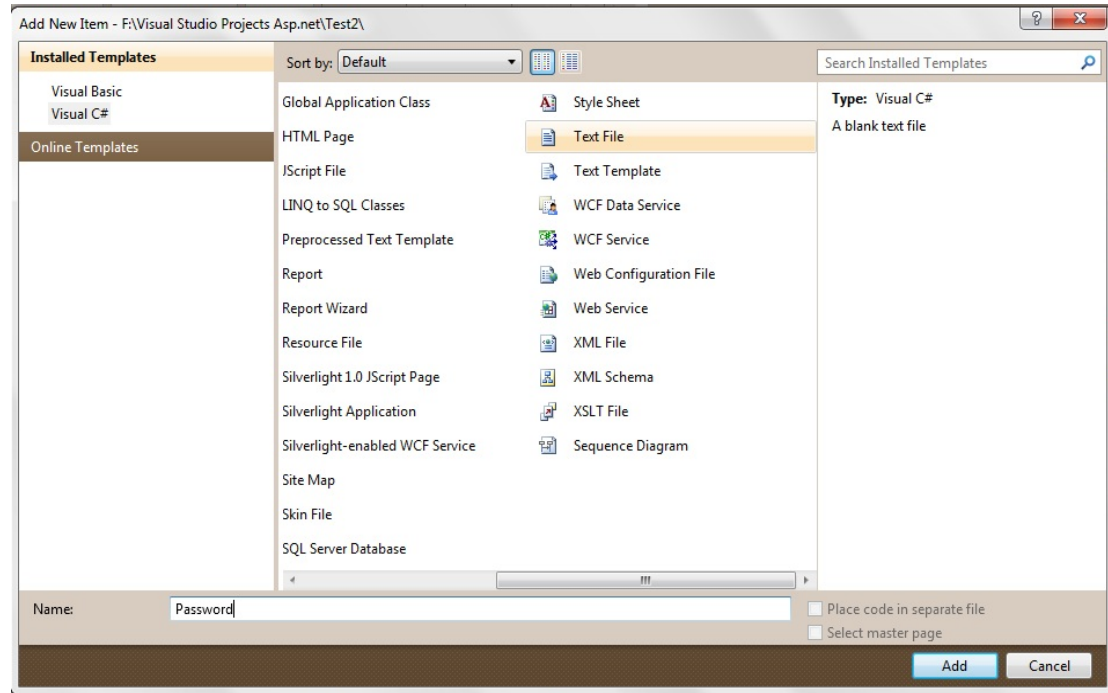 Add New Item - F:\Visual Studio Projects Asp.net\Test2\
Installed Templates
Visual Basic
Visual C#
Online Templates
Sort by: Default
Global Application Class
HTML Page
JScript File
LINQ to SQL Classes
Preprocessed Text Template
Report
Report Wizard
Resource File
Silverlight 1.0 JScript Page
Silverlight Application
Silverlight-enabled WCF Service
Site Map
Skin File
SQL Server Database
Style Sheet
Text File
Text Template
WCF Data Service
WCF Service
Web Configuration File
Web Service
XML File
XML Schema
XSLT File
Sequence Diagram
Search Installed Templates
Type: Visual C#
A blank text file
Name: Password
Place code in separate file
Select master page
Add Cancel